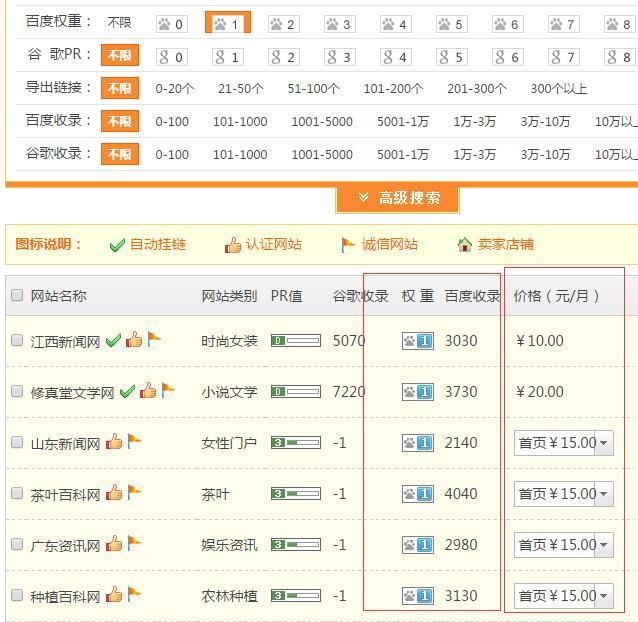 百度权重： 不限 0 1 2 3 4 5 6 7 8
谷 歌PR： 不限 0 1 2 3 4 5 6 7 8
导出链接： 不限 0-20个 21-50个 51-100个 101-200个 201-300个 300个以上
百度收录： 不限 0-100 101-1000 1001-5000 5001-1万 1万-3万 3万-10万 10万以上
谷歌收录： 不限 0-100 101-1000 1001-5000 5001-1万 1万-3万 3万-10万 10万以上
高级搜索
图标说明： 自动挂链 认证网站 诚信网站 卖家店铺
网站名称 网站类别 PR值 谷歌收录 权 重 百度收录 价格（元/月）
江西新闻网 时尚女装 0 5070 1 3030 ￥10.00
修真堂文学网 小说文学 0 7220 1 3730 ￥20.00
山东新闻网 女性门户 3 -1 1 2140 首页￥15.00
茶叶百科网 茶叶 3 -1 1 4040 首页￥15.00
广东资讯网 娱乐资讯 3 -1 1 2980 首页￥15.00
种植百科网 农林种植 3 -1 1 3130 首页￥15.00